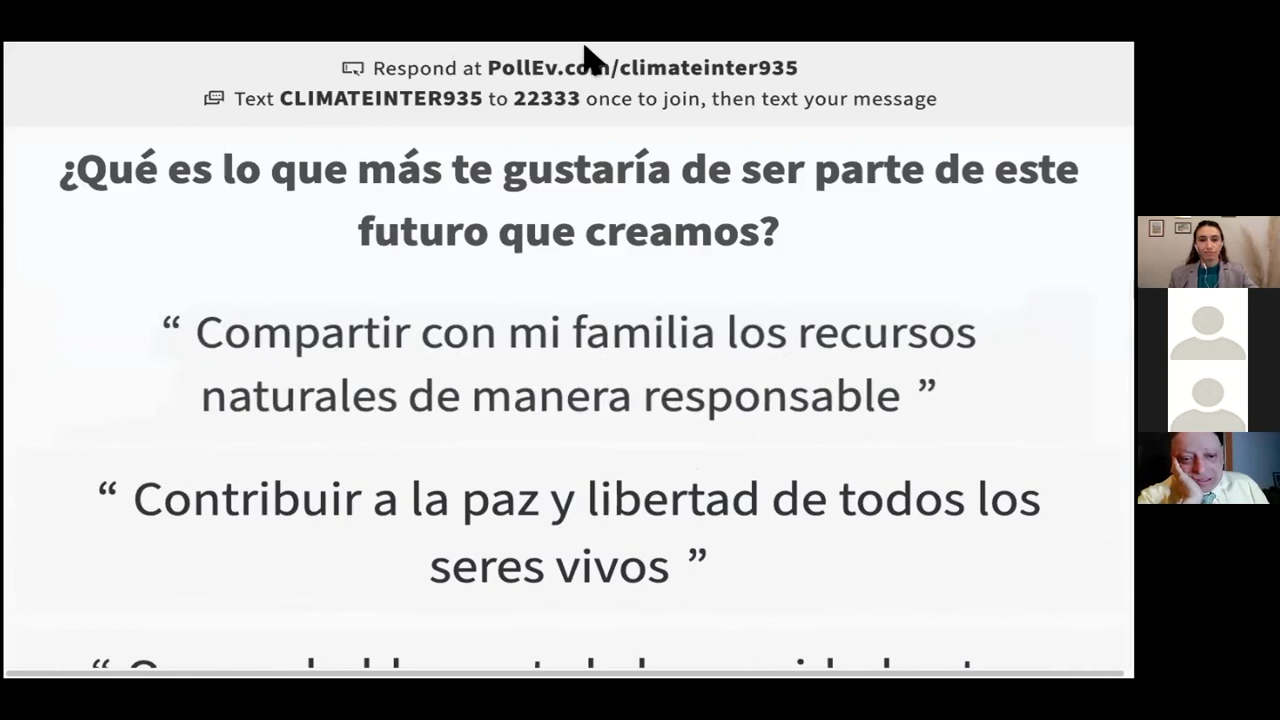 Respond at PollEv.com/climateinter935
Text CLIMATEINTER935 to 22333 once to join, then text your message
¿Qué es lo que más te gustaría de ser parte de este
futuro que creamos?
“ Compartir con mi familia los recursos
naturales de manera responsable ”
“ Contribuir a la paz y libertad de todos los
seres vivos ”